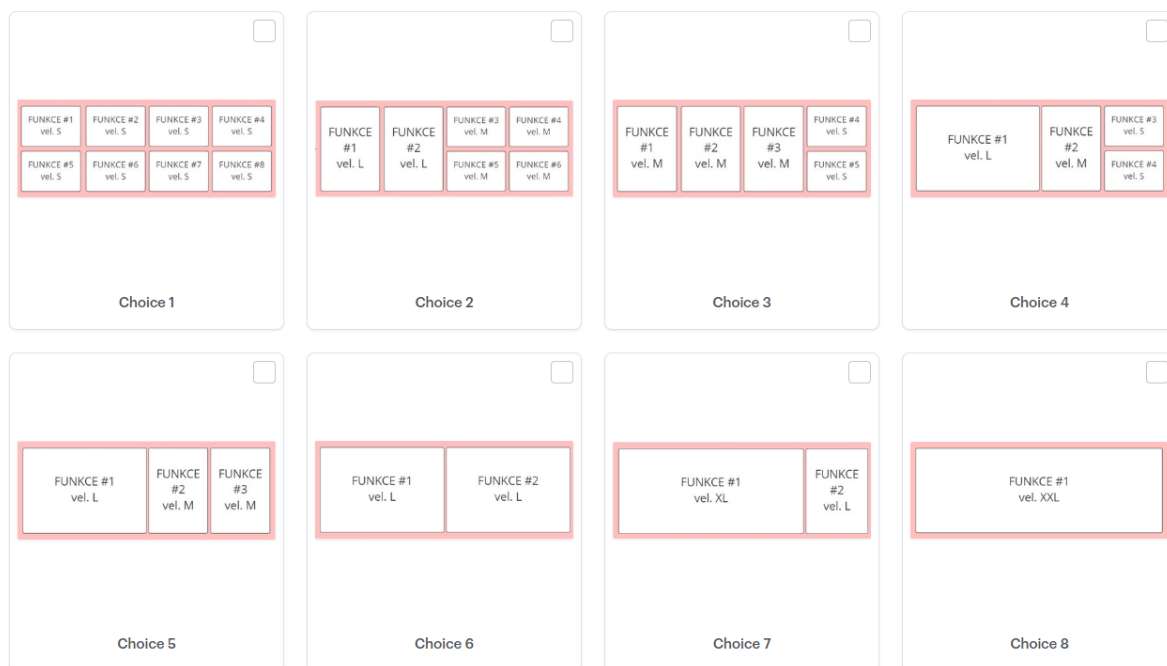 FUNKCE #1
vel. S
FUNKCE #2
vel. S
FUNKCE #3
vel. S
FUNKCE #4
vel. S
FUNKCE #5
vel. S
FUNKCE #6
vel. S
FUNKCE #7
vel. S
FUNKCE #8
vel. S
Choice 1
FUNKCE
#1
vel. L
FUNKCE
#2
vel. L
FUNKCE #3
vel. M
FUNKCE #4
vel. M
FUNKCE #5
vel. M
FUNKCE #6
vel. M
Choice 2
FUNKCE
#1
vel. M
FUNKCE
#2
vel. M
FUNKCE
#3
vel. M
FUNKCE #4
vel. S
FUNKCE #5
vel. S
Choice 3
FUNKCE #1
vel. L
FUNKCE
#2
vel. M
FUNKCE #3
vel. S
FUNKCE #4
vel. S
Choice 4
FUNKCE #1
vel. L
FUNKCE
#2
vel. M
FUNKCE
#3
vel. M
Choice 5
FUNKCE #1
vel. L
FUNKCE #2
vel. L
Choice 6
FUNKCE #1
vel. XL
FUNKCE
#2
vel. L
Choice 7
FUNKCE #1
vel. XXL
Choice 8